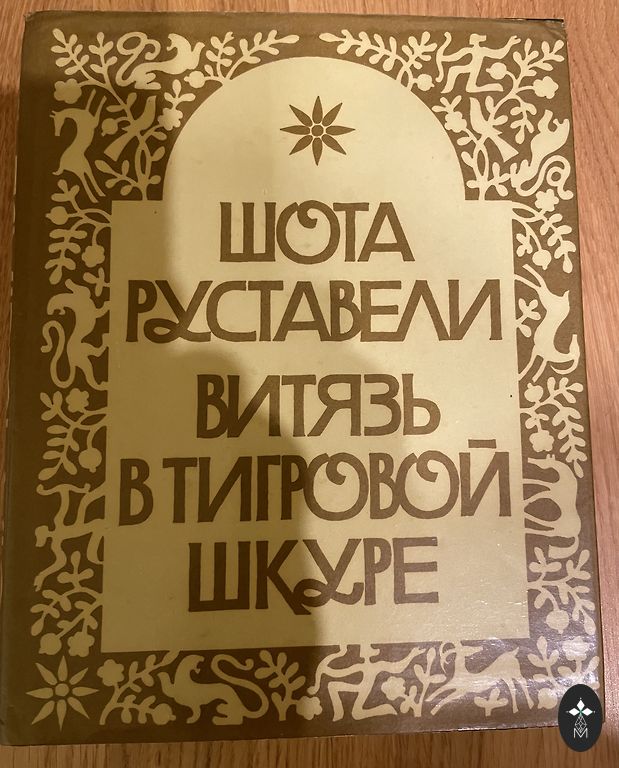 ШОТА
РУСТАВЕЛИ
ВИТЯЗЬ
В ТИГРОВОЙ
ШКУРЕ
M